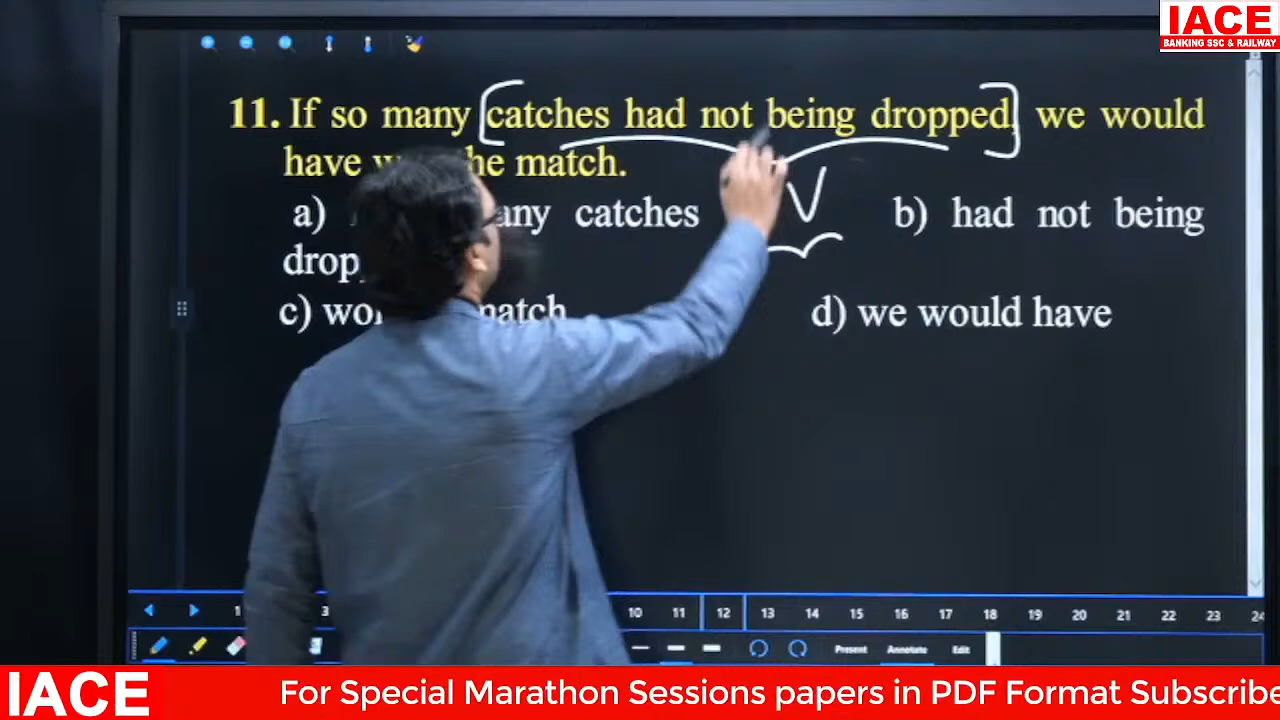 IACE
BANKING SSC & RAILWAY
11. If so many catches had not being dropped, we would
have the match.
a) any catches b) had not being
c) match d) we would have
10 11 12 13 14 15 16 17 18 19 20 21 22 23 24
Present Annotate Edit
IACE For Special Marathon Sessions papers in PDF Format Subscribe